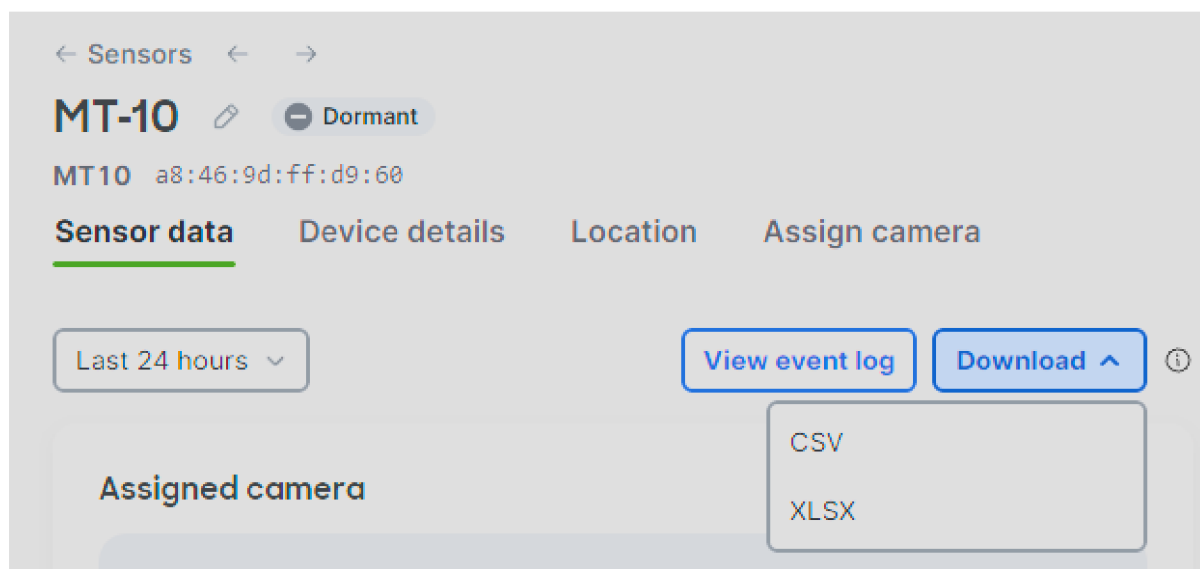 ← Sensors ← →
MT-10 Dormant
MT10 a8:46:9d:ff:d9:60
Sensor data Device details Location Assign camera
Last 24 hours View event log Download
CSV
XLSX
Assigned camera